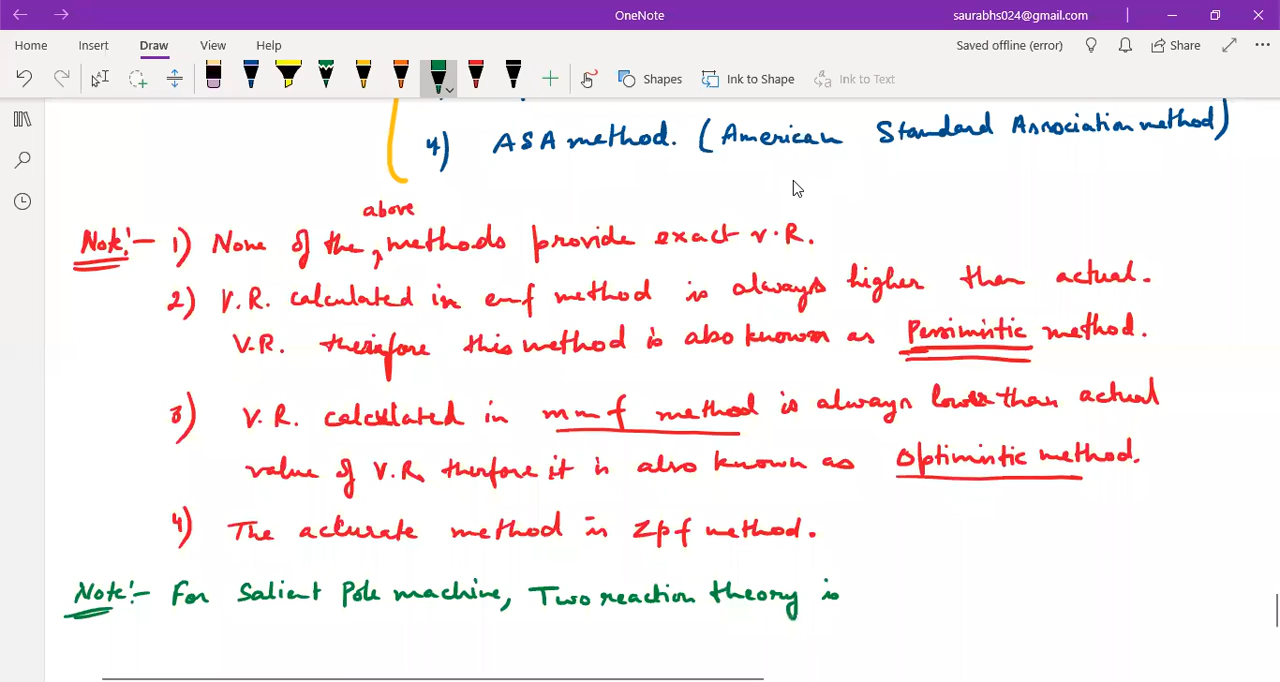 OneNote
saurabhs024@gmail.com
Home Insert Draw View Help
Saved offline (error) Share
Shapes Ink to Shape Ink to Text
4) ASA method. (American Standard Association method)
above
Note:- 1) None of the methods provide exact V.R.
2) V.R. calculated in emf method is always higher than actual.
V.R. therefore this method is also known as Pessimistic method.
3) V.R. calculated in mmf method is always lower than actual
value of V.R. therfore it is also known as Optimistic method.
4) The accurate method is Zpf method.
Note:- For Salient Pole machine, Two reaction theory is